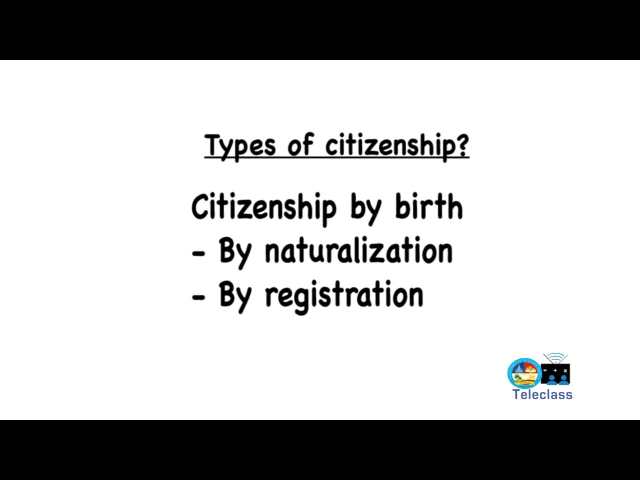 Types of citizenship?
Citizenship by birth
- By naturalization
- By registration
Teleclass